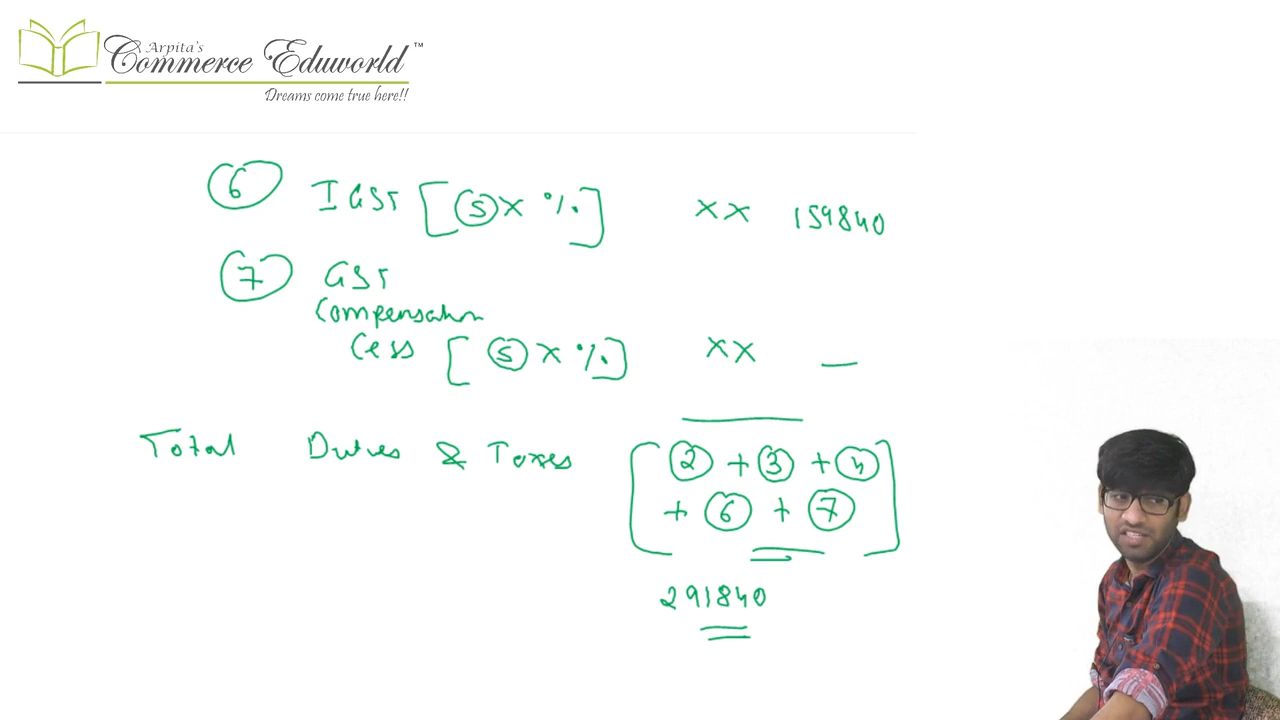 Arpita's
Commerce Eduworld™
Dreams come true here!!
6 IGST [5 x %] xx 159840
7 GST
Compensation
Cess [5 x %] xx —
Total Duties & Taxes [2 + 3 + 4
+ 6 + 7]
291840